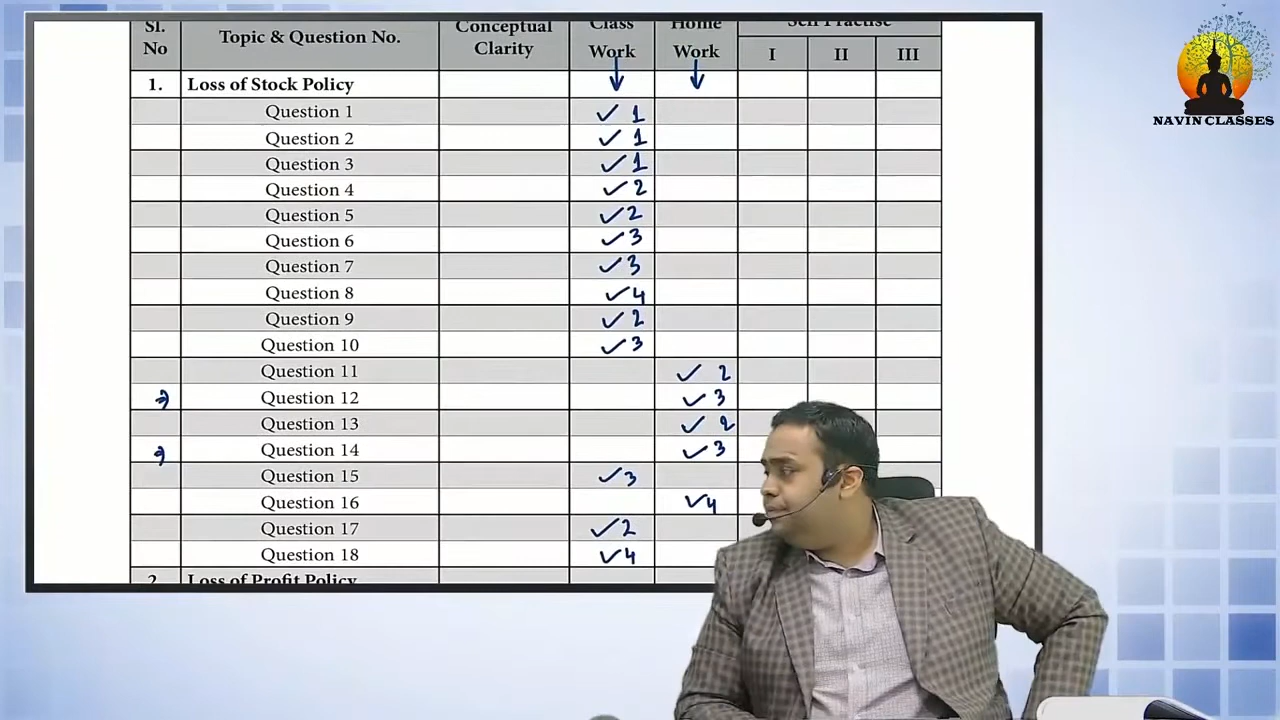 Sl. No Topic & Question No. Conceptual Clarity Class Work Home Work Self Practise
I II III
1. Loss of Stock Policy
Question 1 ✓ 1
Question 2 ✓ 1
Question 3 ✓ 1
Question 4 ✓ 2
Question 5 ✓ 2
Question 6 ✓ 3
Question 7 ✓ 3
Question 8 ✓ 4
Question 9 ✓ 2
Question 10 ✓ 3
Question 11 ✓ 2
Question 12 ✓ 3
Question 13 ✓ 2
Question 14 ✓ 3
Question 15 ✓ 3
Question 16 ✓ 4
Question 17 ✓ 2
Question 18 ✓ 4
2. Loss of Profit Policy
NAVIN CLASSES